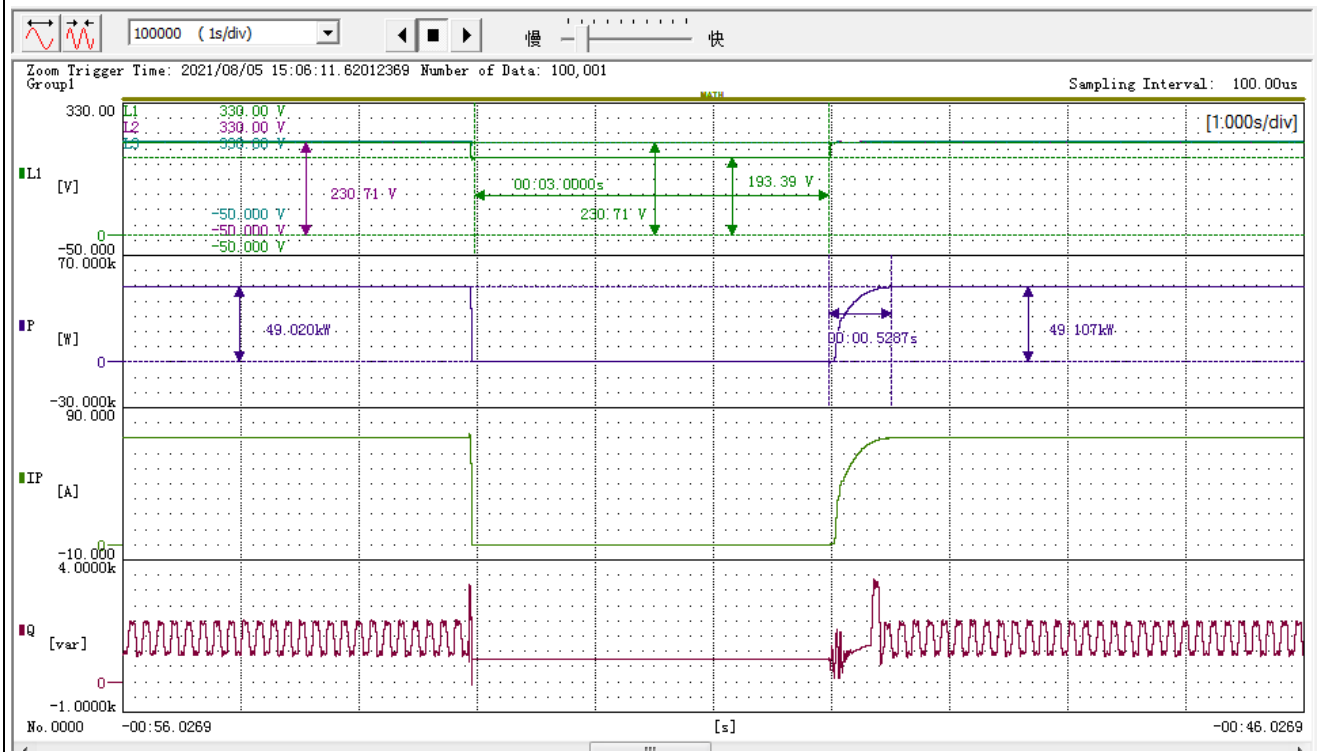 100000 ( 1s/div)
慢
快
Zoom Trigger Time: 2021/08/05 15:06:11.62012369 Number of Data: 100,001
Group1
Sampling Interval: 100.00us
MATH
330.00
L1 330.00 V
L2 330.00 V
L3 330.00 V
[1.000s/div]
L1
[V]
00:03.0000s
193.39 V
230.71 V
230.71 V
-50.000 V
-50.000 V
-50.000 V
0
-50.000
70.000k
P
[W]
49.020kW
00:00.5287s
49.107kW
0
-30.000k
90.000
IP
[A]
0
-10.000
4.0000k
Q
[var]
0
-1.0000k
No.0000
-00:56.0269
[s]
-00:46.0269